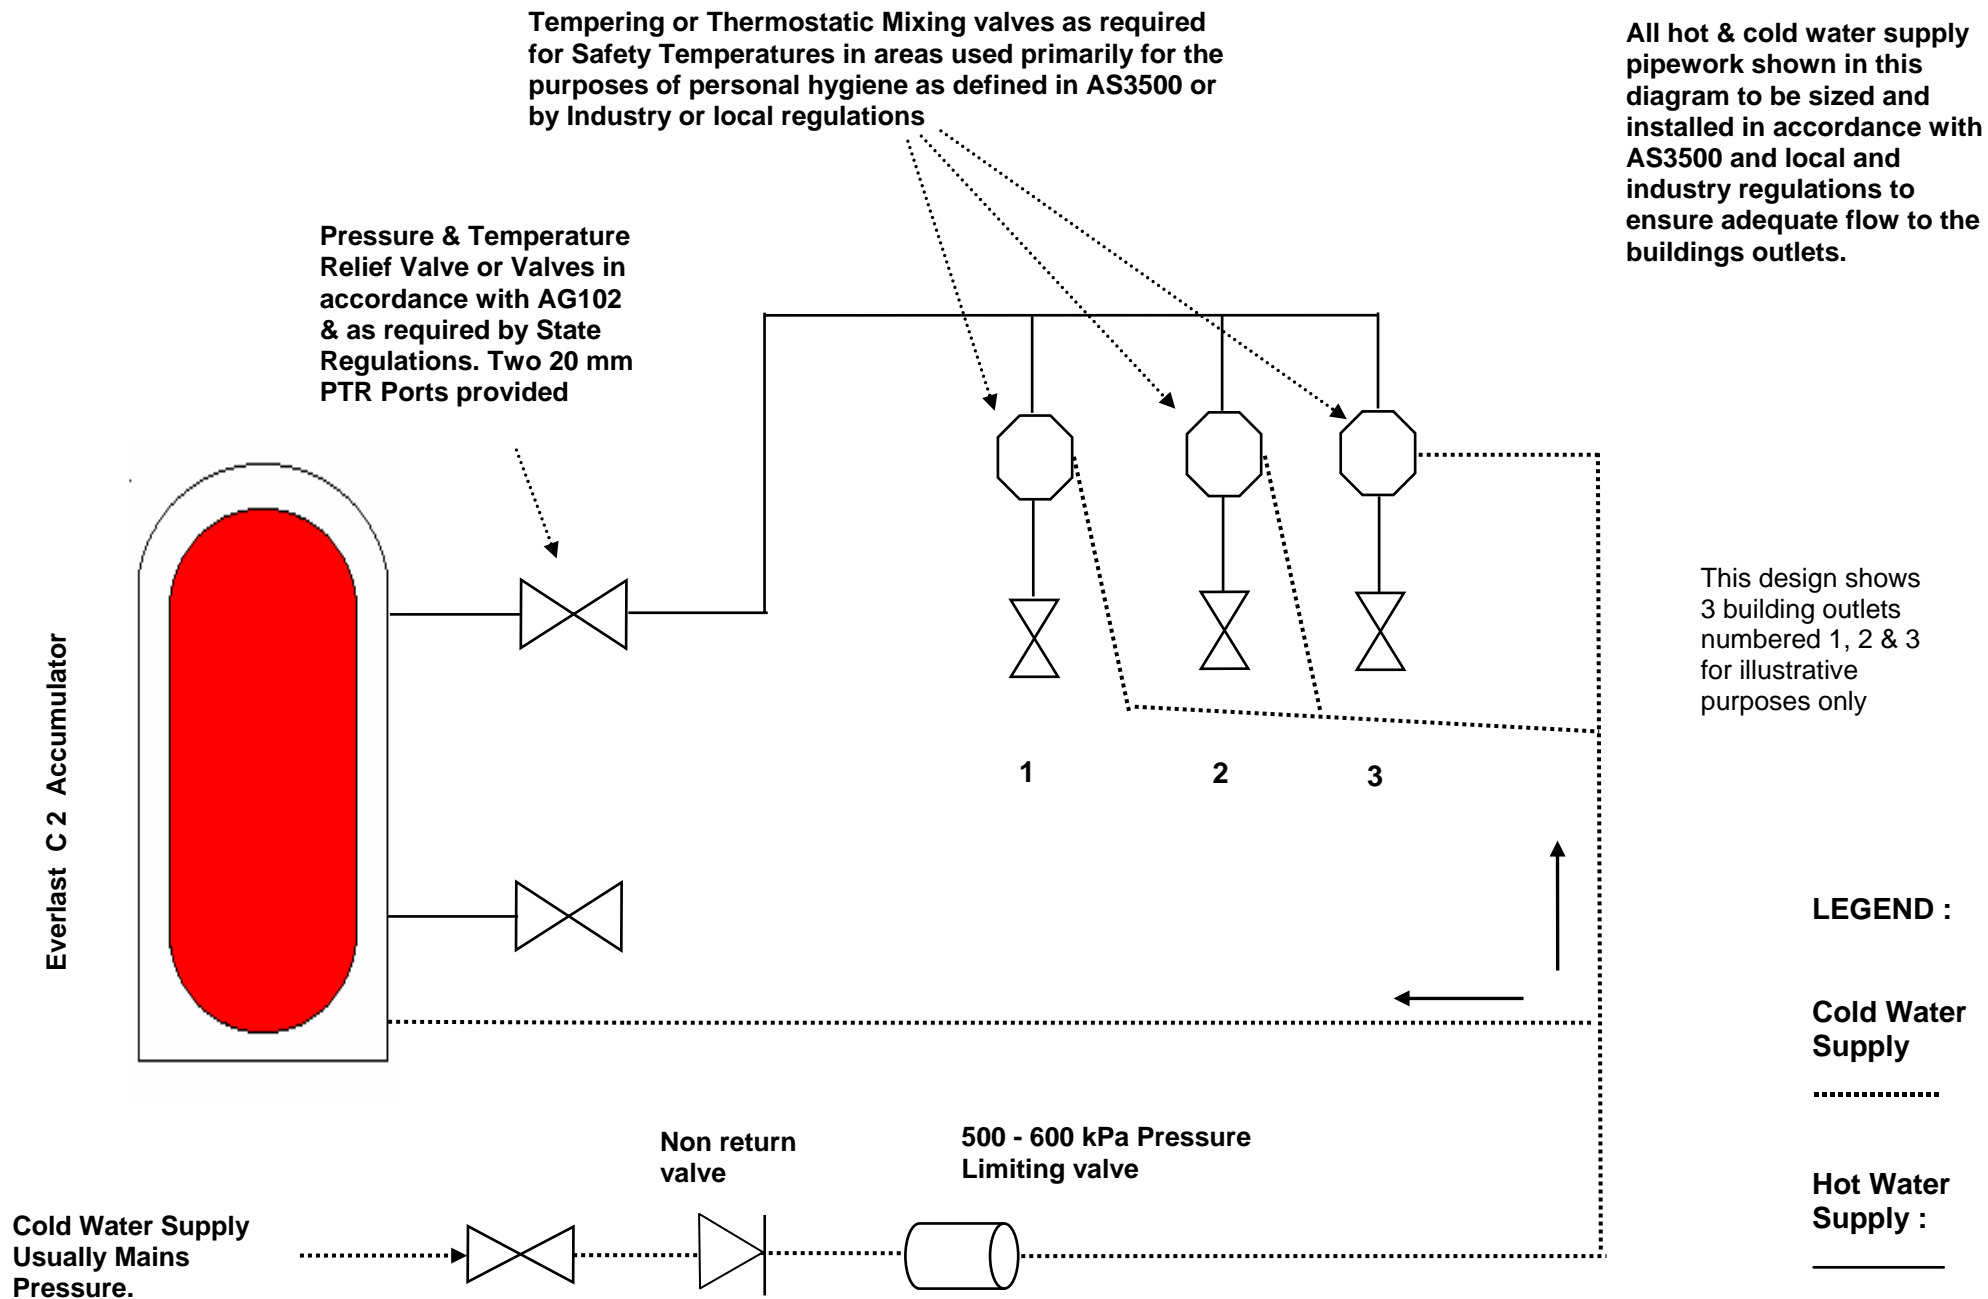 Tempering or Thermostatic Mixing valves as required
for Safety Temperatures in areas used primarily for the
purposes of personal hygiene as defined in AS3500 or
by Industry or local regulations
All hot & cold water supply
pipework shown in this
diagram to be sized and
installed in accordance with
AS3500 and local and
industry regulations to
ensure adequate flow to the
buildings outlets.
Pressure & Temperature
Relief Valve or Valves in
accordance with AG102
& as required by State
Regulations. Two 20 mm
PTR Ports provided
This design shows
3 building outlets
numbered 1, 2 & 3
for illustrative
purposes only
Everlast C 2 Accumulator
1
2
3
LEGEND :
Cold Water
Supply
Hot Water
Supply :
Non return
valve
500 - 600 kPa Pressure
Limiting valve
Cold Water Supply
Usually Mains
Pressure.